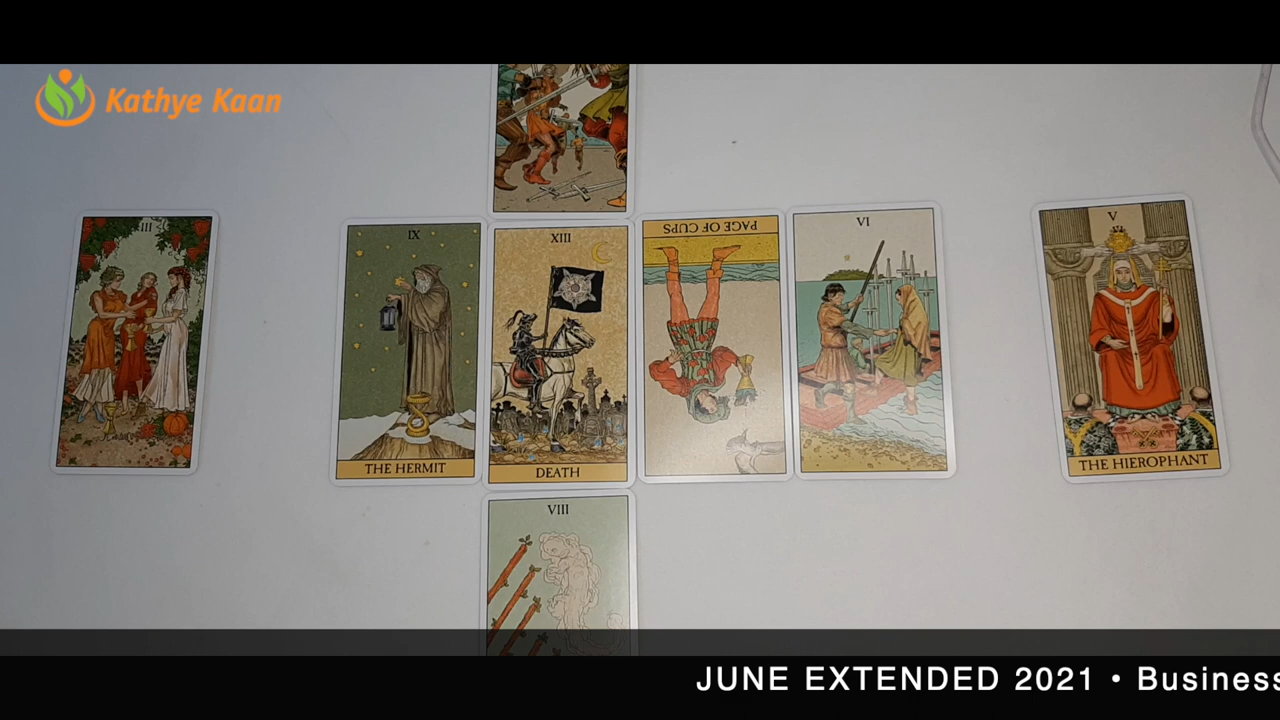 Kathye Kaan
III
IX
XIII
PAGE OF CUPS
VI
V
THE HERMIT
DEATH
THE HIEROPHANT
VIII
JUNE EXTENDED 2021 • Business